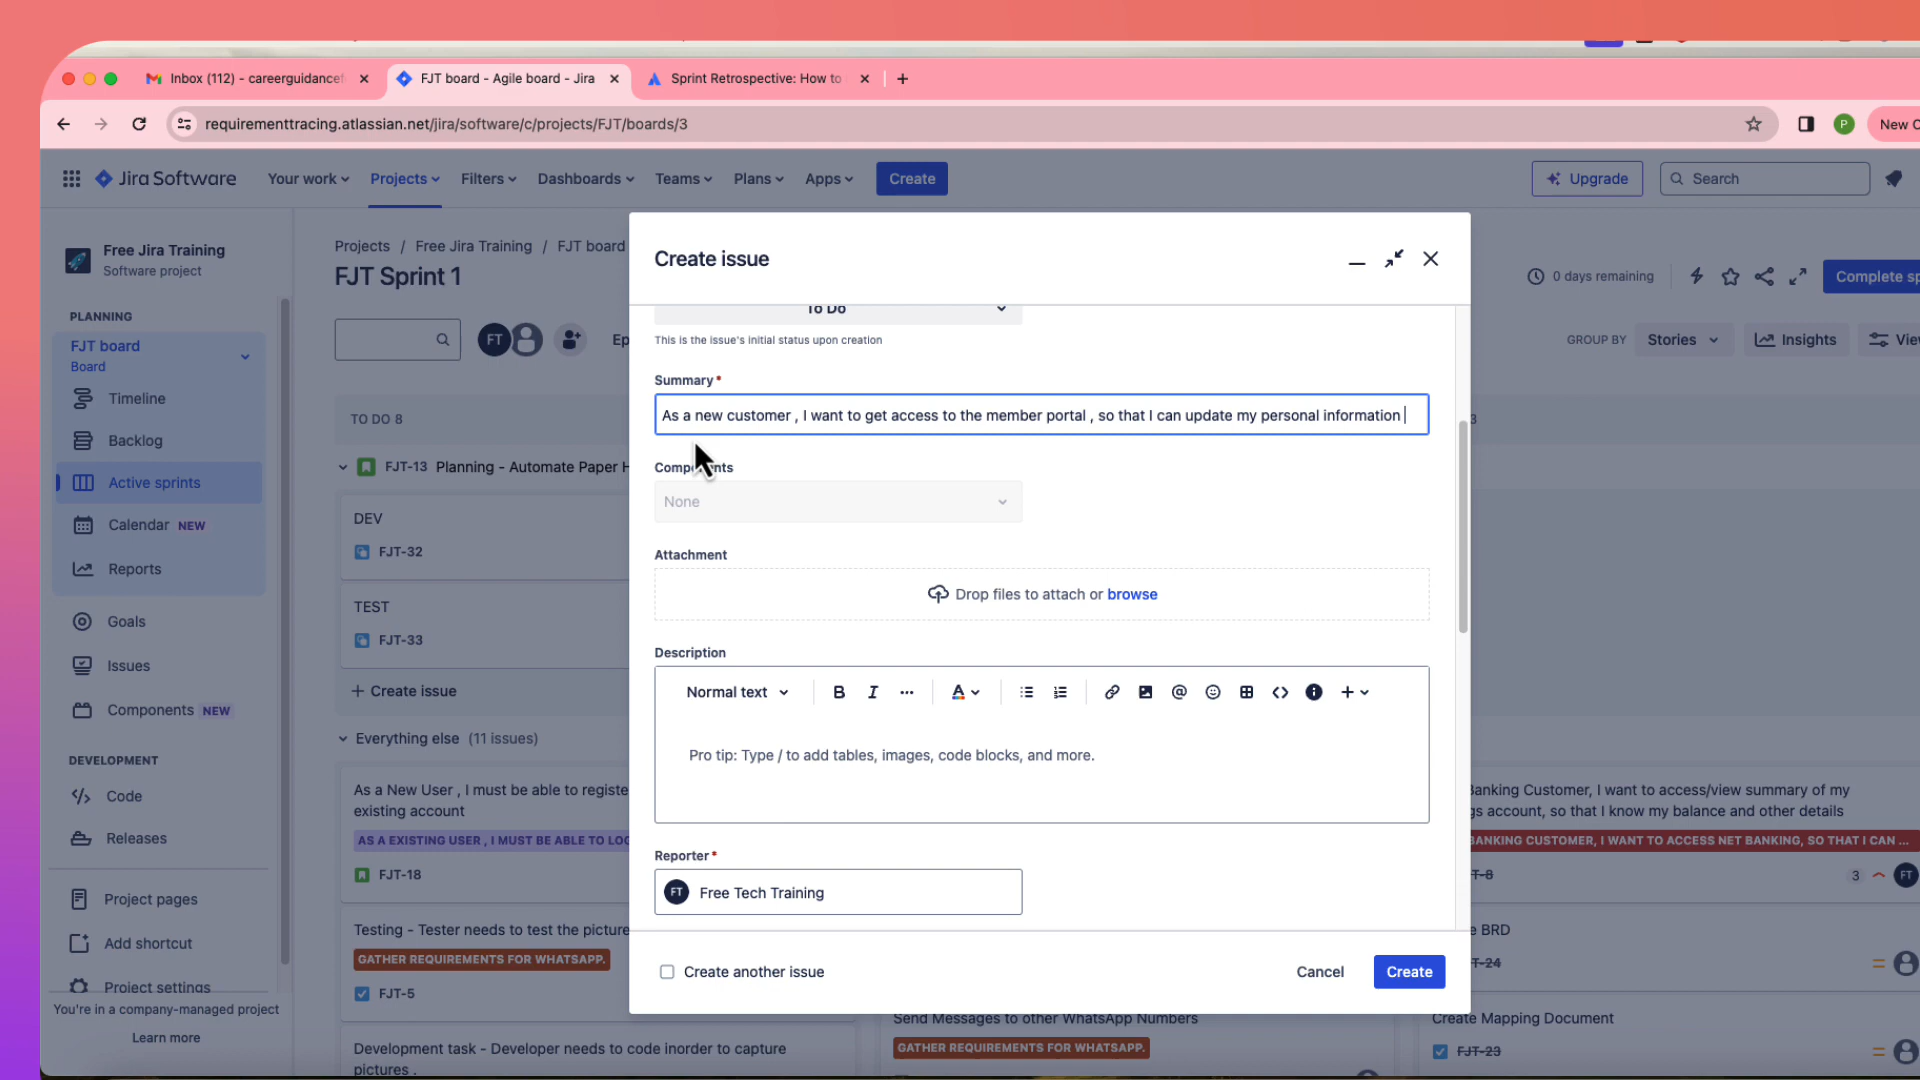 Inbox (112) - careerguidancef
FJT board - Agile board - Jira
Sprint Retrospective: How to
requirementtracing.atlassian.net/jira/software/c/projects/FJT/boards/3
P
New C
Jira Software
Your work
Projects
Filters
Dashboards
Teams
Plans
Apps
Create
Upgrade
Search
Free Jira Training
Software project
PLANNING
FJT board
Board
Timeline
Backlog
Active sprints
Calendar NEW
Reports
Goals
Issues
Components NEW
DEVELOPMENT
Code
Releases
Project pages
Add shortcut
Project settings
You're in a company-managed project
Learn more
Projects / Free Jira Training / FJT board
FJT Sprint 1
0 days remaining
Complete sp
FT
Ep
GROUP BY
Stories
Insights
Vie
TO DO 8
3
FJT-13 Planning - Automate Paper H
DEV
FJT-32
TEST
FJT-33
+ Create issue
Everything else (11 issues)
As a New User , I must be able to registe
existing account
AS A EXISTING USER , I MUST BE ABLE TO LOG
FJT-18
Testing - Tester needs to test the picture
GATHER REQUIREMENTS FOR WHATSAPP.
FJT-5
Development task - Developer needs to code inorder to capture
pictures .
Send Messages to other WhatsApp Numbers
GATHER REQUIREMENTS FOR WHATSAPP.
Banking Customer, I want to access/view summary of my
gs account, so that I know my balance and other details
BANKING CUSTOMER, I WANT TO ACCESS NET BANKING, SO THAT I CAN ...
T-8
3
FT
e BRD
T-24
Create Mapping Document
FJT-23
Create issue
To Do
This is the issue's initial status upon creation
Summary*
As a new customer , I want to get access to the member portal , so that I can update my personal information
Components
None
Attachment
Drop files to attach or browse
Description
Normal text
B I ... A
Pro tip: Type / to add tables, images, code blocks, and more.
Reporter*
FT Free Tech Training
Create another issue
Cancel
Create